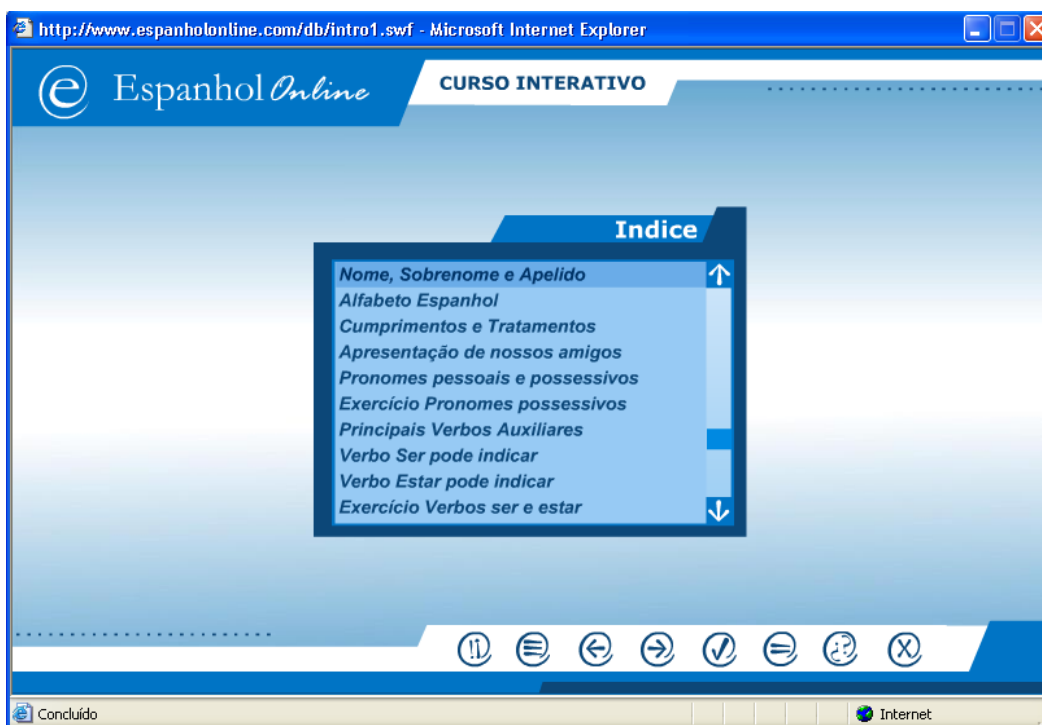 http://www.espanholonline.com/db/intro1.swf - Microsoft Internet Explorer
e Espanhol Online
CURSO INTERATIVO
Indice
Nome, Sobrenome e Apelido
Alfabeto Espanhol
Cumprimentos e Tratamentos
Apresentação de nossos amigos
Pronomes pessoais e possessivos
Exercício Pronomes possessivos
Principais Verbos Auxiliares
Verbo Ser pode indicar
Verbo Estar pode indicar
Exercício Verbos ser e estar
Concluído
Internet